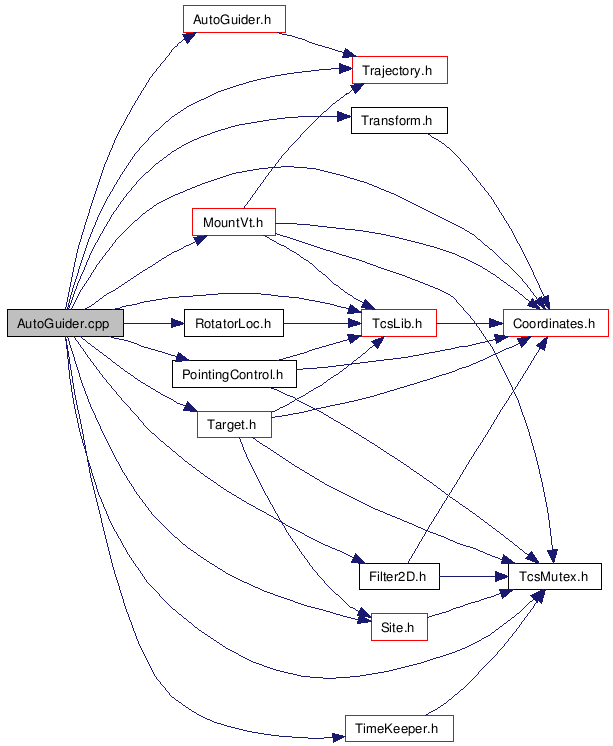 AutoGuider.h
Trajectory.h
Transform.h
MountVt.h
AutoGuider.cpp
RotatorLoc.h
TcsLib.h
Coordinates.h
PointingControl.h
Target.h
Filter2D.h
TcsMutex.h
Site.h
TimeKeeper.h